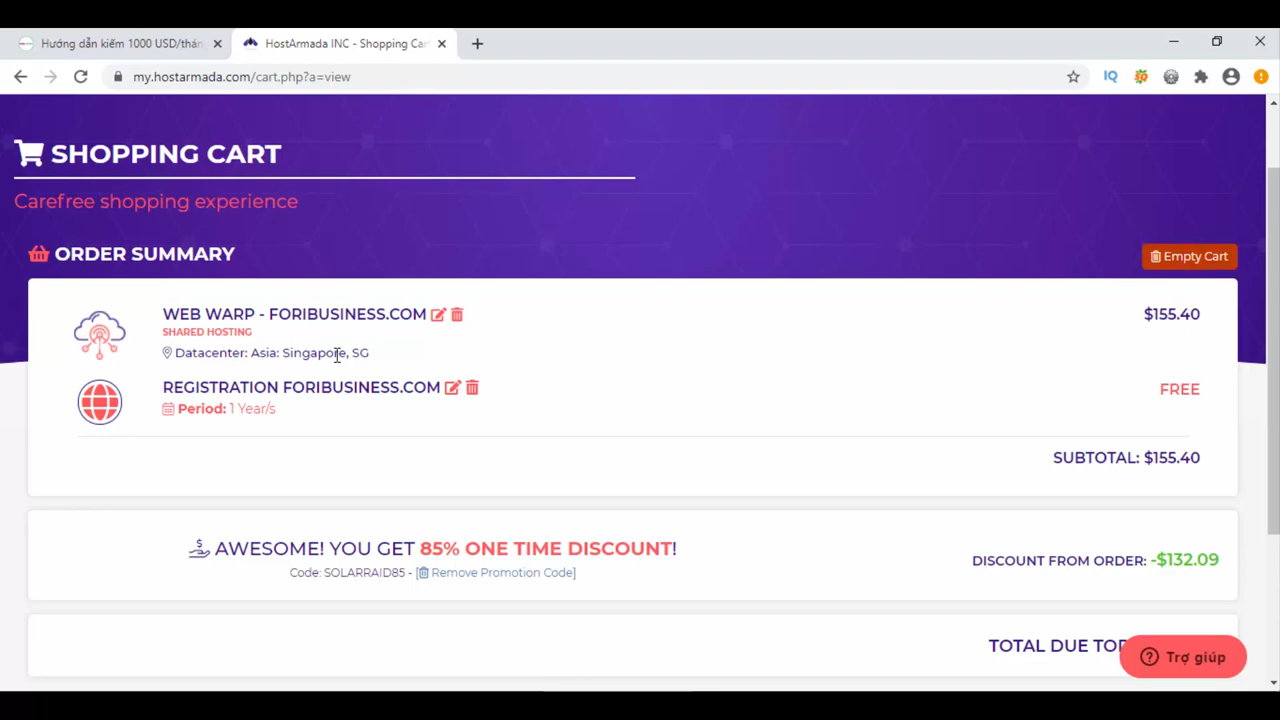 Hướng dẫn kiếm 1000 USD/thán
HostArmada INC - Shopping Car
my.hostarmada.com/cart.php?a=view
IQ
SHOPPING CART
Carefree shopping experience
ORDER SUMMARY
Empty Cart
WEB WARP - FORIBUSINESS.COM
$155.40
SHARED HOSTING
Datacenter: Asia: Singapore, SG
REGISTRATION FORIBUSINESS.COM
FREE
Period: 1 Year/s
SUBTOTAL: $155.40
AWESOME! YOU GET 85% ONE TIME DISCOUNT!
Code: SOLARRAID85 - [Remove Promotion Code]
DISCOUNT FROM ORDER: -$132.09
TOTAL DUE TOD
Trợ giúp